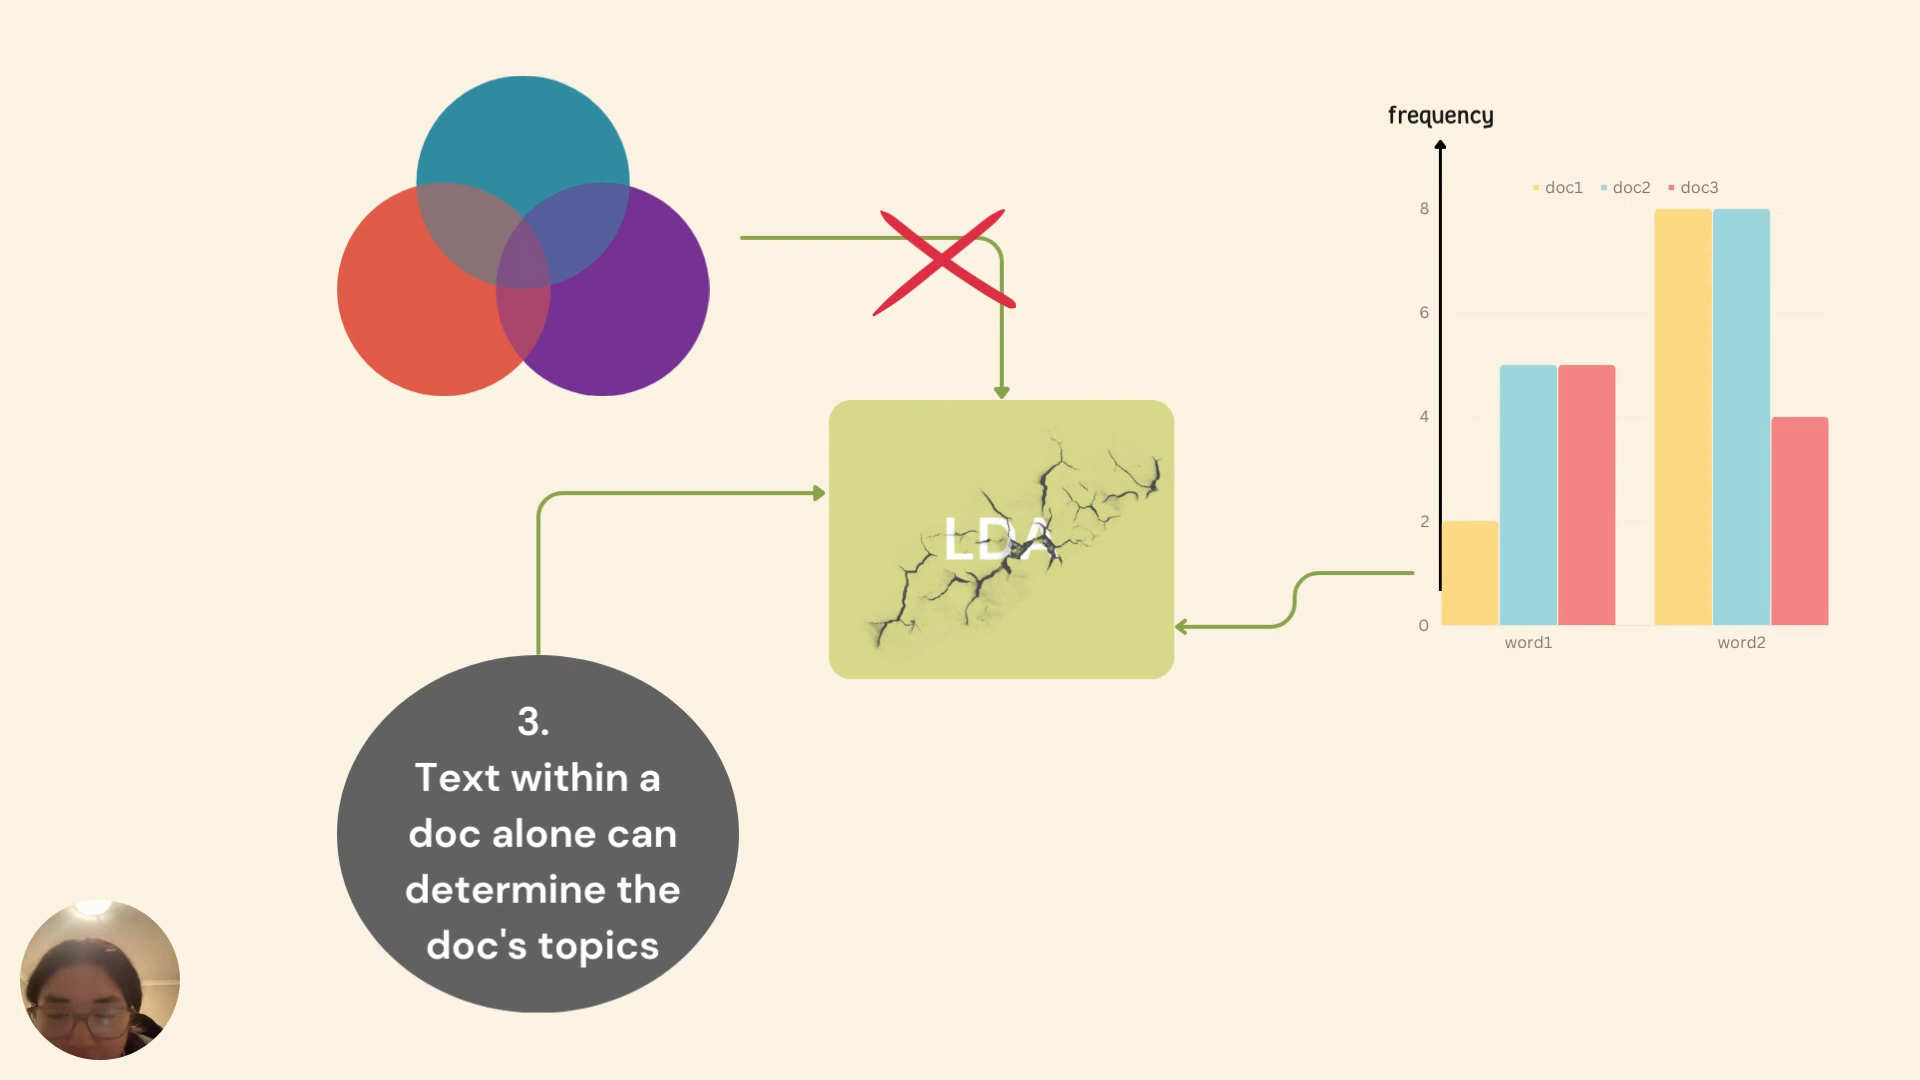 frequency
doc1 doc2 doc3
8
6
4
2
0
word1 word2
LDA
3.
Text within a
doc alone can
determine the
doc's topics